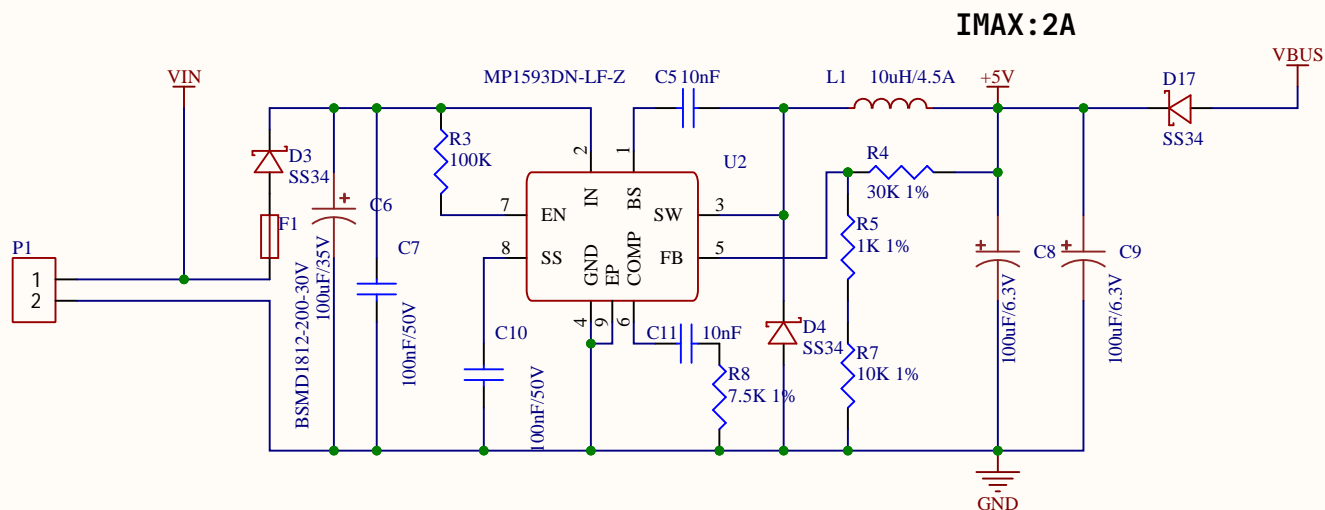 IMAX:2A
VIN
MP1593DN-LF-Z
C5 10nF
L1
10uH/4.5A
+5V
VBUS
D17
SS34
D3
SS34
R3
100K
U2
R4
30K 1%
2
1
IN
BS
7
EN
SW
3
8
SS
FB
5
GND
EP
COMP
4
9
6
F1
C6
100uF/35V
BSMD1812-200-30V
C7
100nF/50V
R5
1K 1%
C8
100uF/6.3V
C9
100uF/6.3V
P1
1
2
C10
100nF/50V
C11
10nF
D4
SS34
R8
7.5K 1%
R7
10K 1%
GND